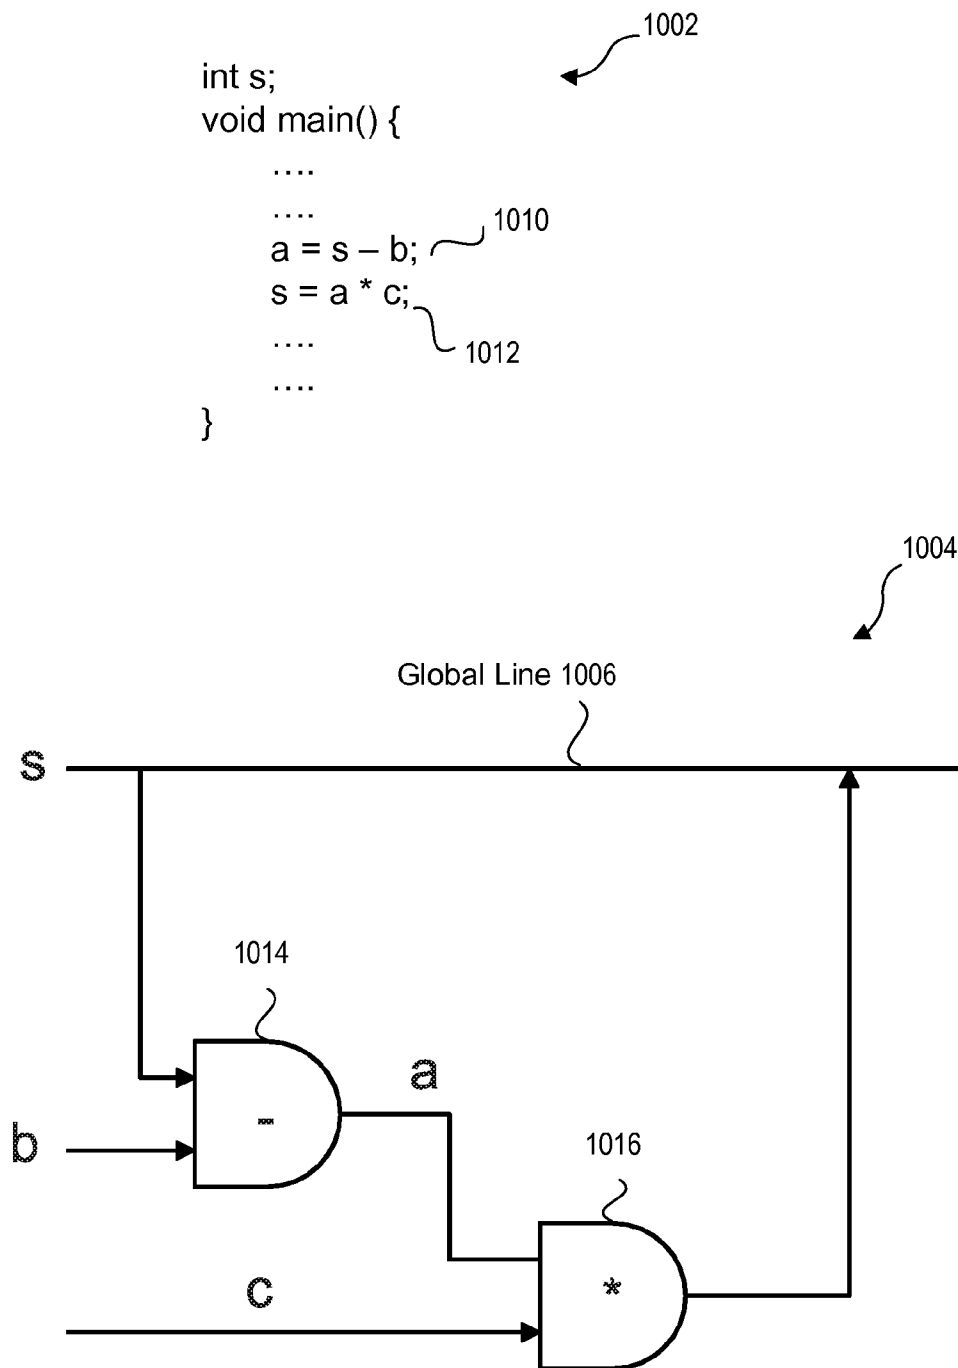 1002
int s;
void main() {
....
....
a = s – b;
1010
s = a * c;
1012
....
....
}
1004
Global Line 1006
s
1014
a
-
b
1016
c
*